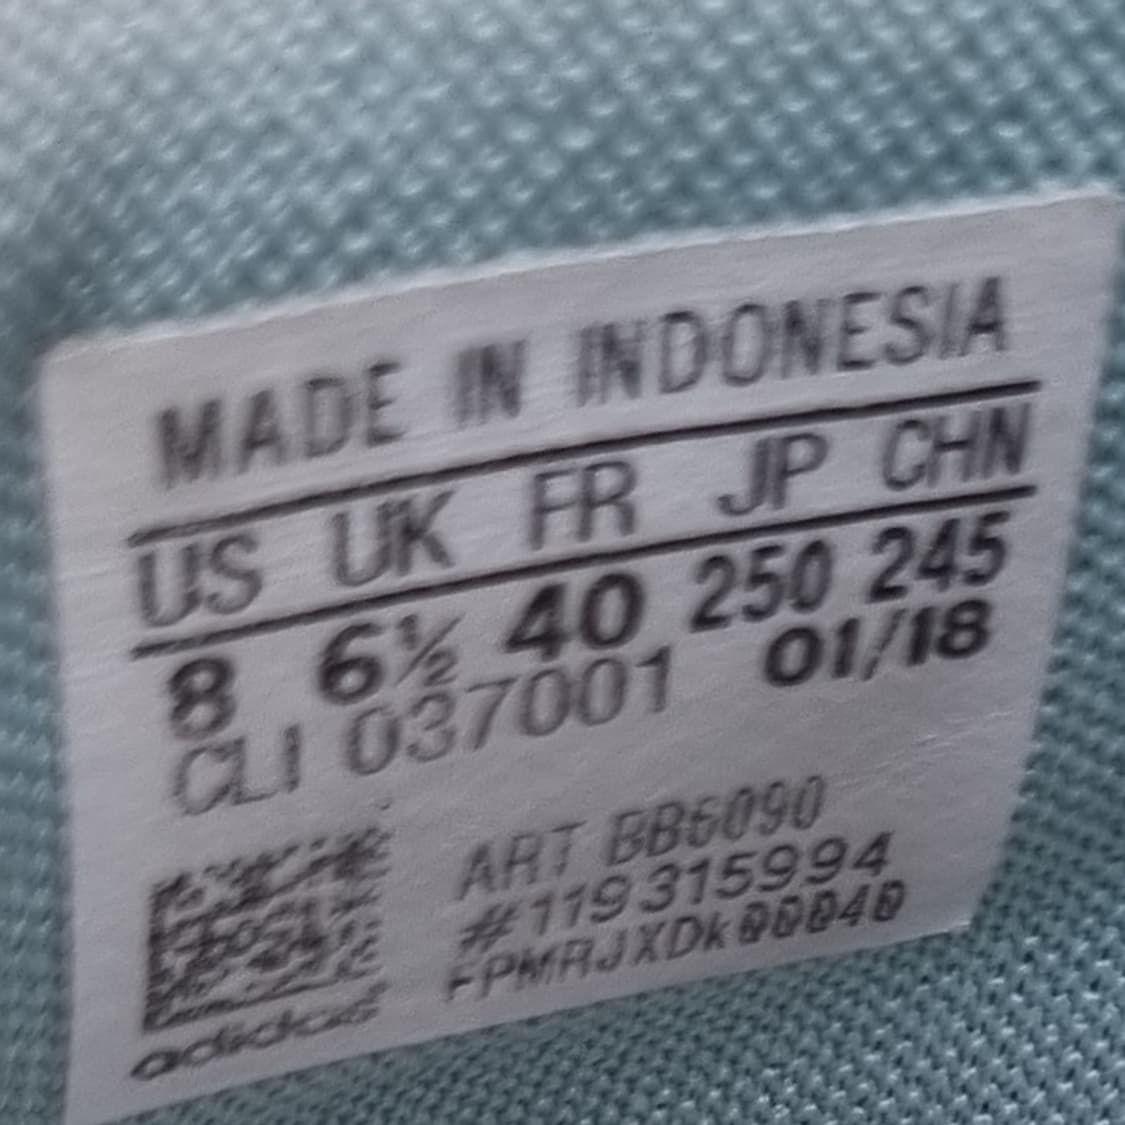 MADE IN INDONESIA
US UK FR JP CHN
8 6½ 40 250 245
CLI 037001 01/18
ART BB6090
#119315994
adidas